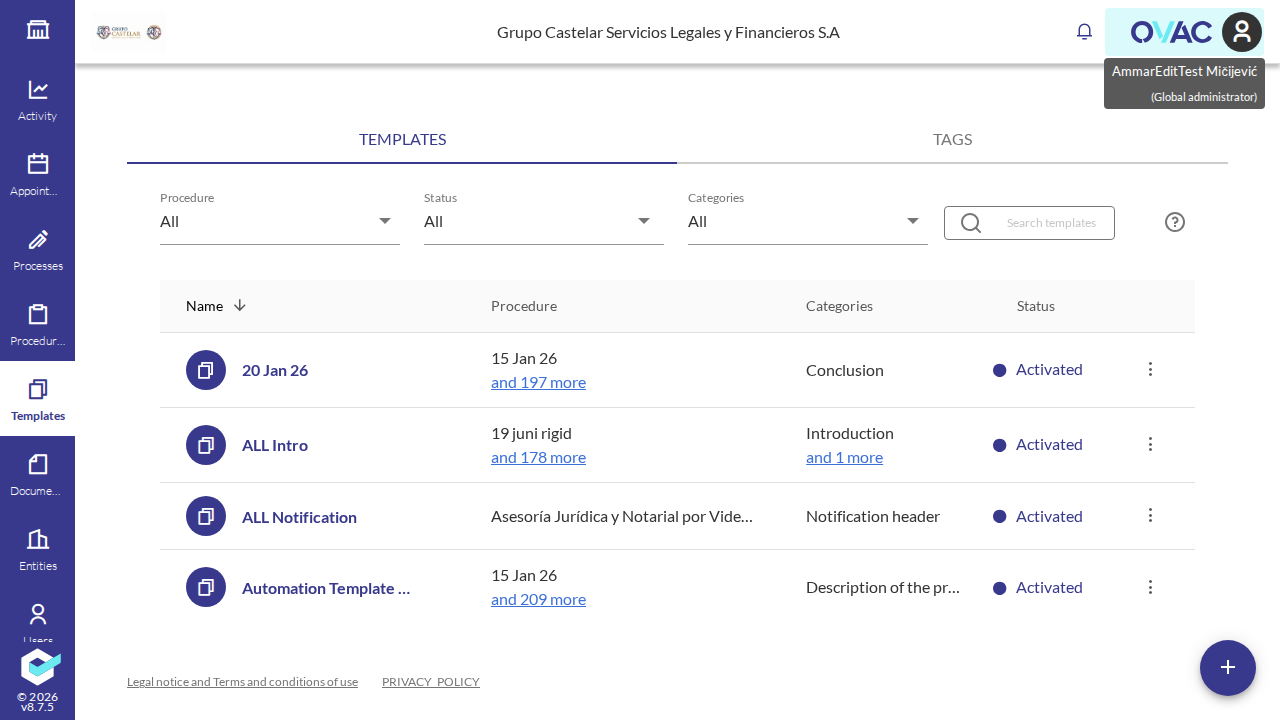 Grupo Castelar Servicios Legales y Financieros S.A
OVAC
AmmarEditTest Mičijević
(Global administrator)
Activity
Appoint...
Processes
Procedur...
Templates
Docume...
Entities
Users
© 2026
v8.7.5
TEMPLATES
TAGS
Procedure
All
Status
All
Categories
All
Search templates
Name
Procedure
Categories
Status
20 Jan 26
15 Jan 26
and 197 more
Conclusion
Activated
ALL Intro
19 juni rigid
and 178 more
Introduction
and 1 more
Activated
ALL Notification
Asesoría Jurídica y Notarial por Vide...
Notification header
Activated
Automation Template ...
15 Jan 26
and 209 more
Description of the pr...
Activated
Legal notice and Terms and conditions of use
PRIVACY_POLICY